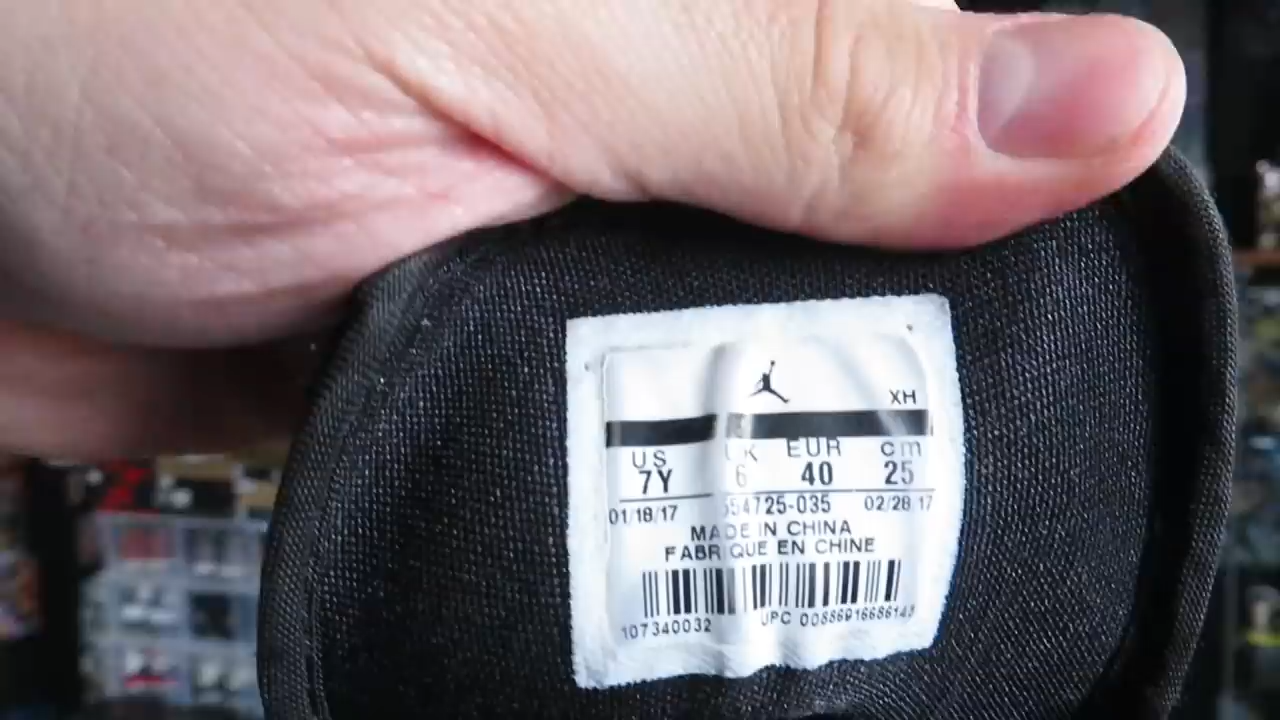 XH
US UK EUR cm
7Y 6 40 25
01/18/17 554725-035 02/28 17
MADE IN CHINA
FABRIQUE EN CHINE
107340032 UPC